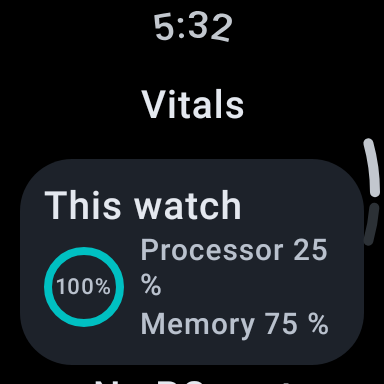 5:32
Vitals
This watch
100%
Processor 25
%
Memory 75 %